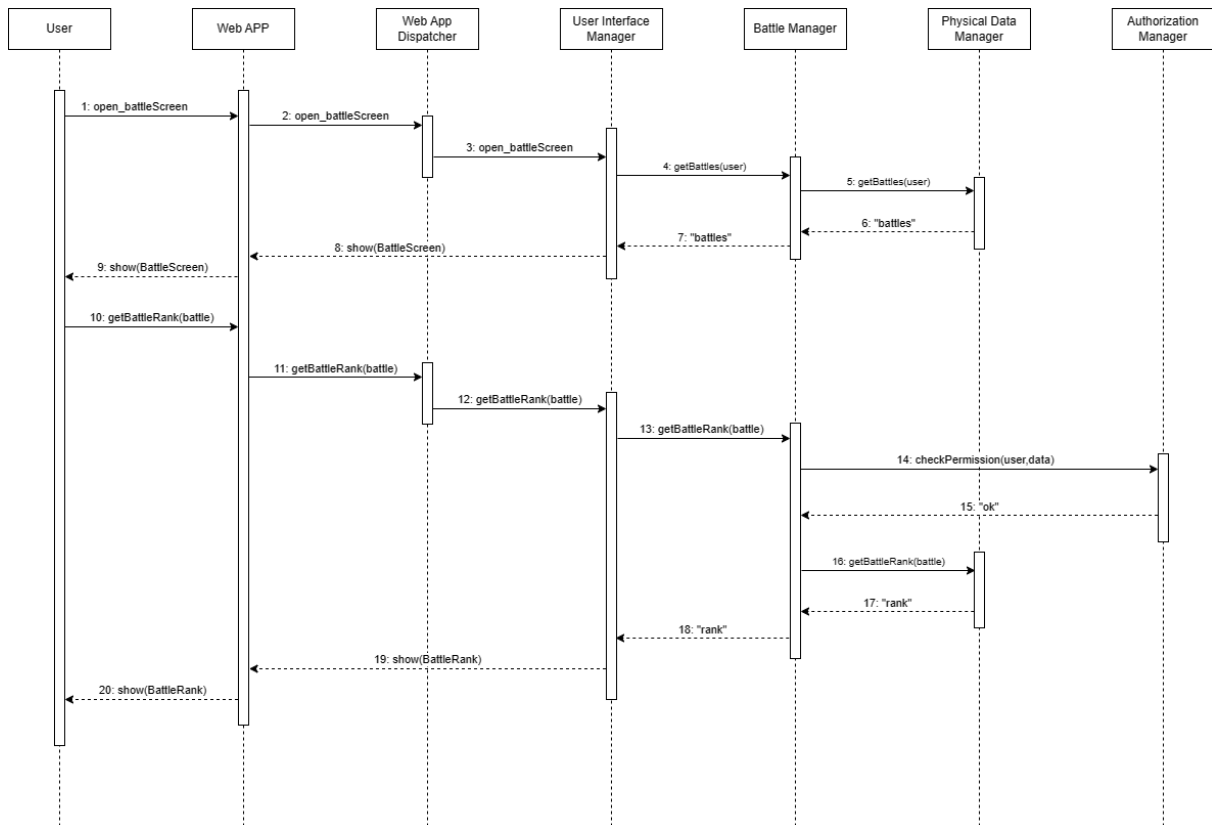 User
Web APP
Web App
Dispatcher
User Interface
Manager
Battle Manager
Physical Data
Manager
Authorization
Manager
1: open_battleScreen
2: open_battleScreen
3: open_battleScreen
4: getBattles(user)
5: getBattles(user)
6: "battles"
7: "battles"
8: show(BattleScreen)
9: show(BattleScreen)
10: getBattleRank(battle)
11: getBattleRank(battle)
12: getBattleRank(battle)
13: getBattleRank(battle)
14: checkPermission(user,data)
15: "ok"
16: getBattleRank(battle)
17: "rank"
18: "rank"
19: show(BattleRank)
20: show(BattleRank)